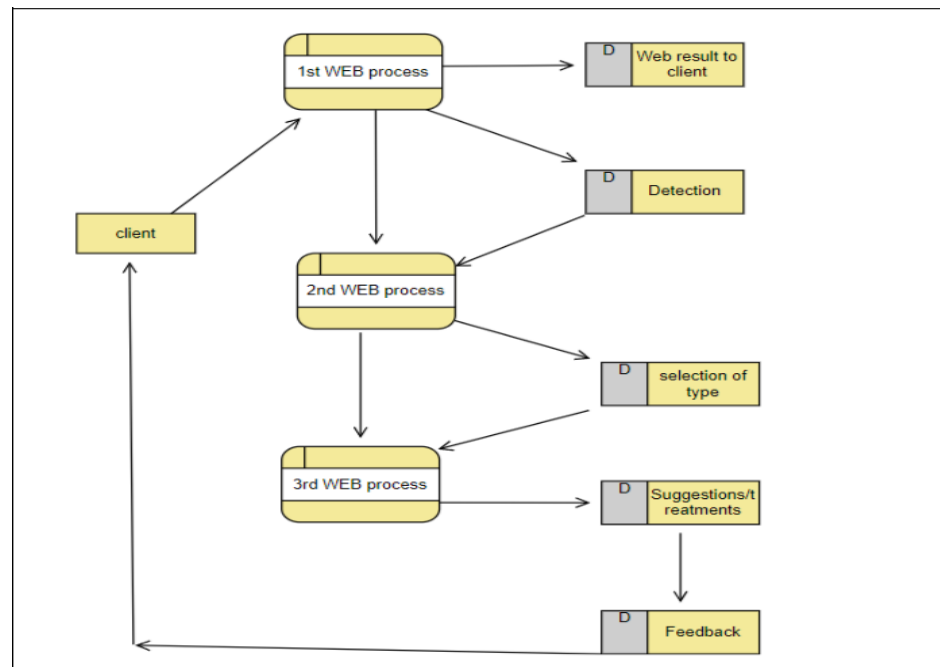 1st WEB process
D
Web result to
client
D
Detection
client
2nd WEB process
D
selection of
type
3rd WEB process
D
Suggestions/t
reatments
D
Feedback